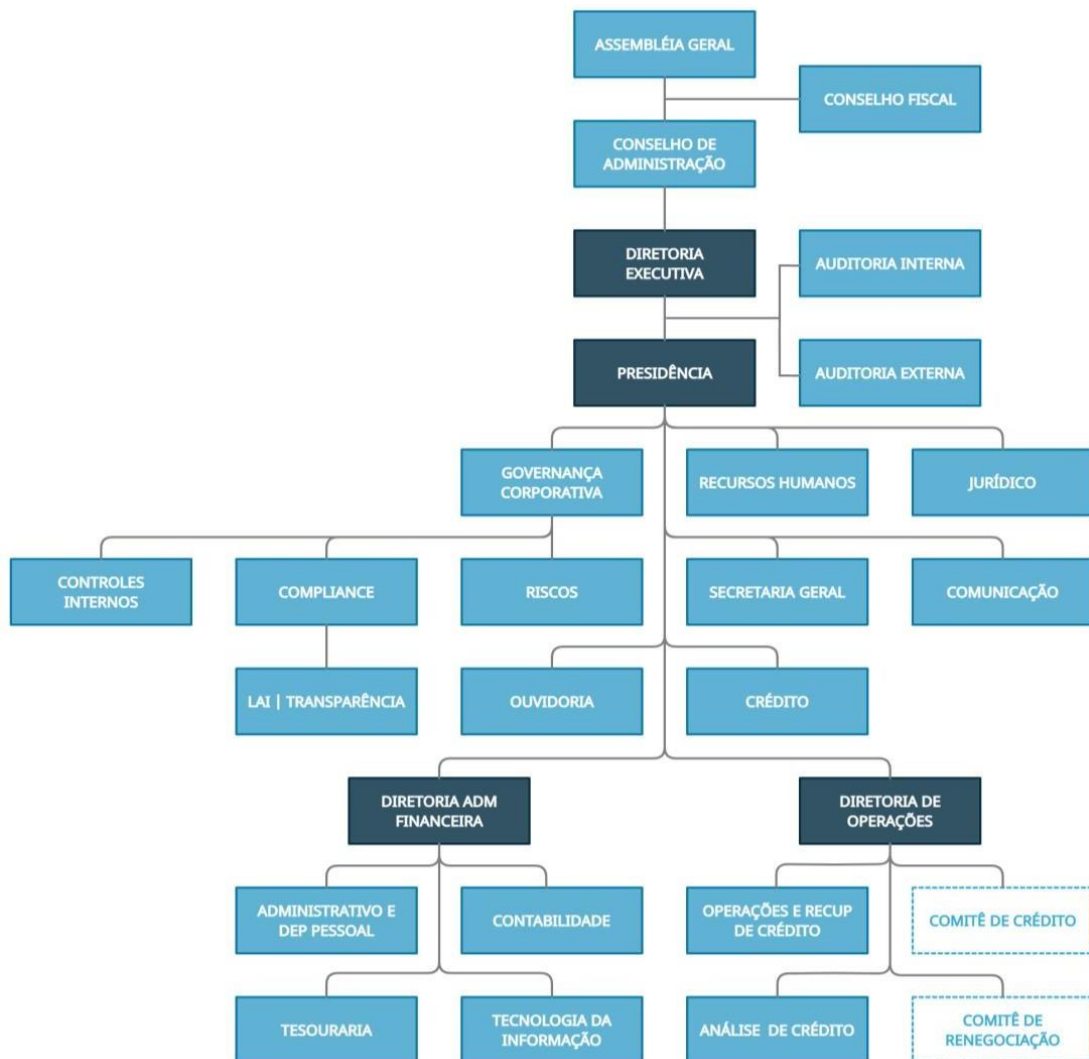 ASSEMBLÉIA GERAL
CONSELHO FISCAL
CONSELHO DE
ADMINISTRAÇÃO
DIRETORIA
EXECUTIVA
AUDITORIA INTERNA
PRESIDÊNCIA
AUDITORIA EXTERNA
GOVERNANÇA
CORPORATIVA
RECURSOS HUMANOS
JURÍDICO
CONTROLES
INTERNOS
COMPLIANCE
RISCOS
SECRETARIA GERAL
COMUNICAÇÃO
LAI | TRANSPARÊNCIA
OUVIDORIA
CRÉDITO
DIRETORIA ADM
FINANCEIRA
DIRETORIA DE
OPERAÇÕES
ADMINISTRATIVO E
DEP PESSOAL
CONTABILIDADE
OPERAÇÕES E RECUP
DE CRÉDITO
COMITÊ DE CRÉDITO
TESOURARIA
TECNOLOGIA DA
INFORMAÇÃO
ANÁLISE DE CRÉDITO
COMITÊ DE
RENEGOCIAÇÃO